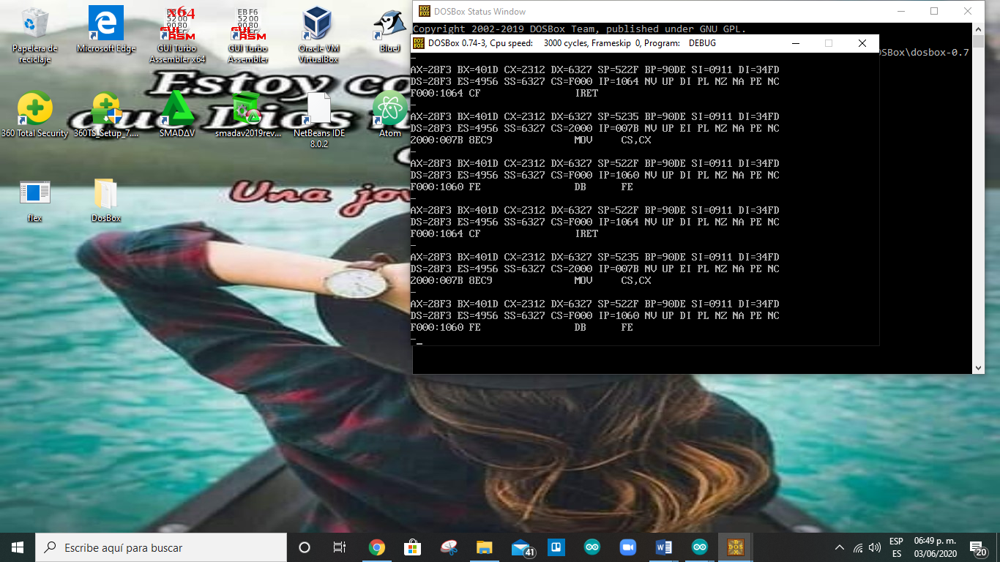 Papelera de reciclaje
Microsoft Edge
x64
EB F6
5200
9080
GUI Turbo Assembler x64
EB F6
5200
9080
GUI Turbo Assembler
Oracle VM VirtualBox
BlueJ
360 Total Security
360TS_Setup_7....
SMADΔV
smadav2019rev...
NetBeans IDE 8.0.2
Atom
flex
DosBox
Estoy co
que Dios
Una jov
DOSBox Status Window
Copyright 2002-2019 DOSBox Team, published under GNU GPL.
OSBox\dosbox-0.7
DOSBox 0.74-3, Cpu speed: 3000 cycles, Frameskip 0, Program: DEBUG
-
AX=28F3 BX=401D CX=2312 DX=6327 SP=522F BP=90DE SI=0911 DI=34FD
DS=28F3 ES=4956 SS=6327 CS=F000 IP=1064 NV UP DI PL NZ NA PE NC
F000:1064 CF IRET
-
AX=28F3 BX=401D CX=2312 DX=6327 SP=5235 BP=90DE SI=0911 DI=34FD
DS=28F3 ES=4956 SS=6327 CS=2000 IP=007B NV UP EI PL NZ NA PE NC
2000:007B 8EC9 MOV CS,CX
-
AX=28F3 BX=401D CX=2312 DX=6327 SP=522F BP=90DE SI=0911 DI=34FD
DS=28F3 ES=4956 SS=6327 CS=F000 IP=1060 NV UP DI PL NZ NA PE NC
F000:1060 FE DB FE
-
AX=28F3 BX=401D CX=2312 DX=6327 SP=522F BP=90DE SI=0911 DI=34FD
DS=28F3 ES=4956 SS=6327 CS=F000 IP=1064 NV UP DI PL NZ NA PE NC
F000:1064 CF IRET
-
AX=28F3 BX=401D CX=2312 DX=6327 SP=5235 BP=90DE SI=0911 DI=34FD
DS=28F3 ES=4956 SS=6327 CS=2000 IP=007B NV UP EI PL NZ NA PE NC
2000:007B 8EC9 MOV CS,CX
-
AX=28F3 BX=401D CX=2312 DX=6327 SP=522F BP=90DE SI=0911 DI=34FD
DS=28F3 ES=4956 SS=6327 CS=F000 IP=1060 NV UP DI PL NZ NA PE NC
F000:1060 FE DB FE
-_
Escribe aquí para buscar
41
ESP
ES
06:49 p. m.
03/06/2020
20